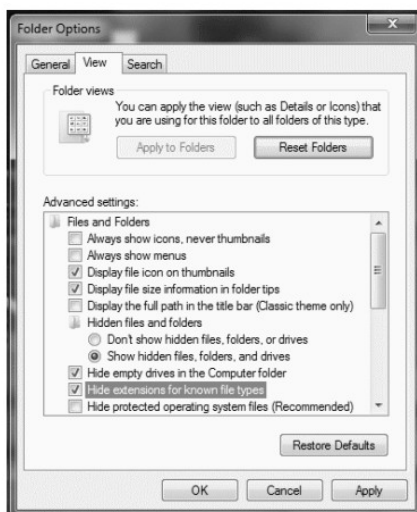 Folder Options
General View Search
Folder views
You can apply the view (such as Details or Icons) that
you are using for this folder to all folders of this type.
Apply to Folders Reset Folders
Advanced settings:
Files and Folders
Always show icons, never thumbnails
Always show menus
Display file icon on thumbnails
Display file size information in folder tips
Display the full path in the title bar (Classic theme only)
Hidden files and folders
Don't show hidden files, folders, or drives
Show hidden files, folders, and drives
Hide empty drives in the Computer folder
Hide extensions for known file types
Hide protected operating system files (Recommended)
Restore Defaults
OK Cancel Apply